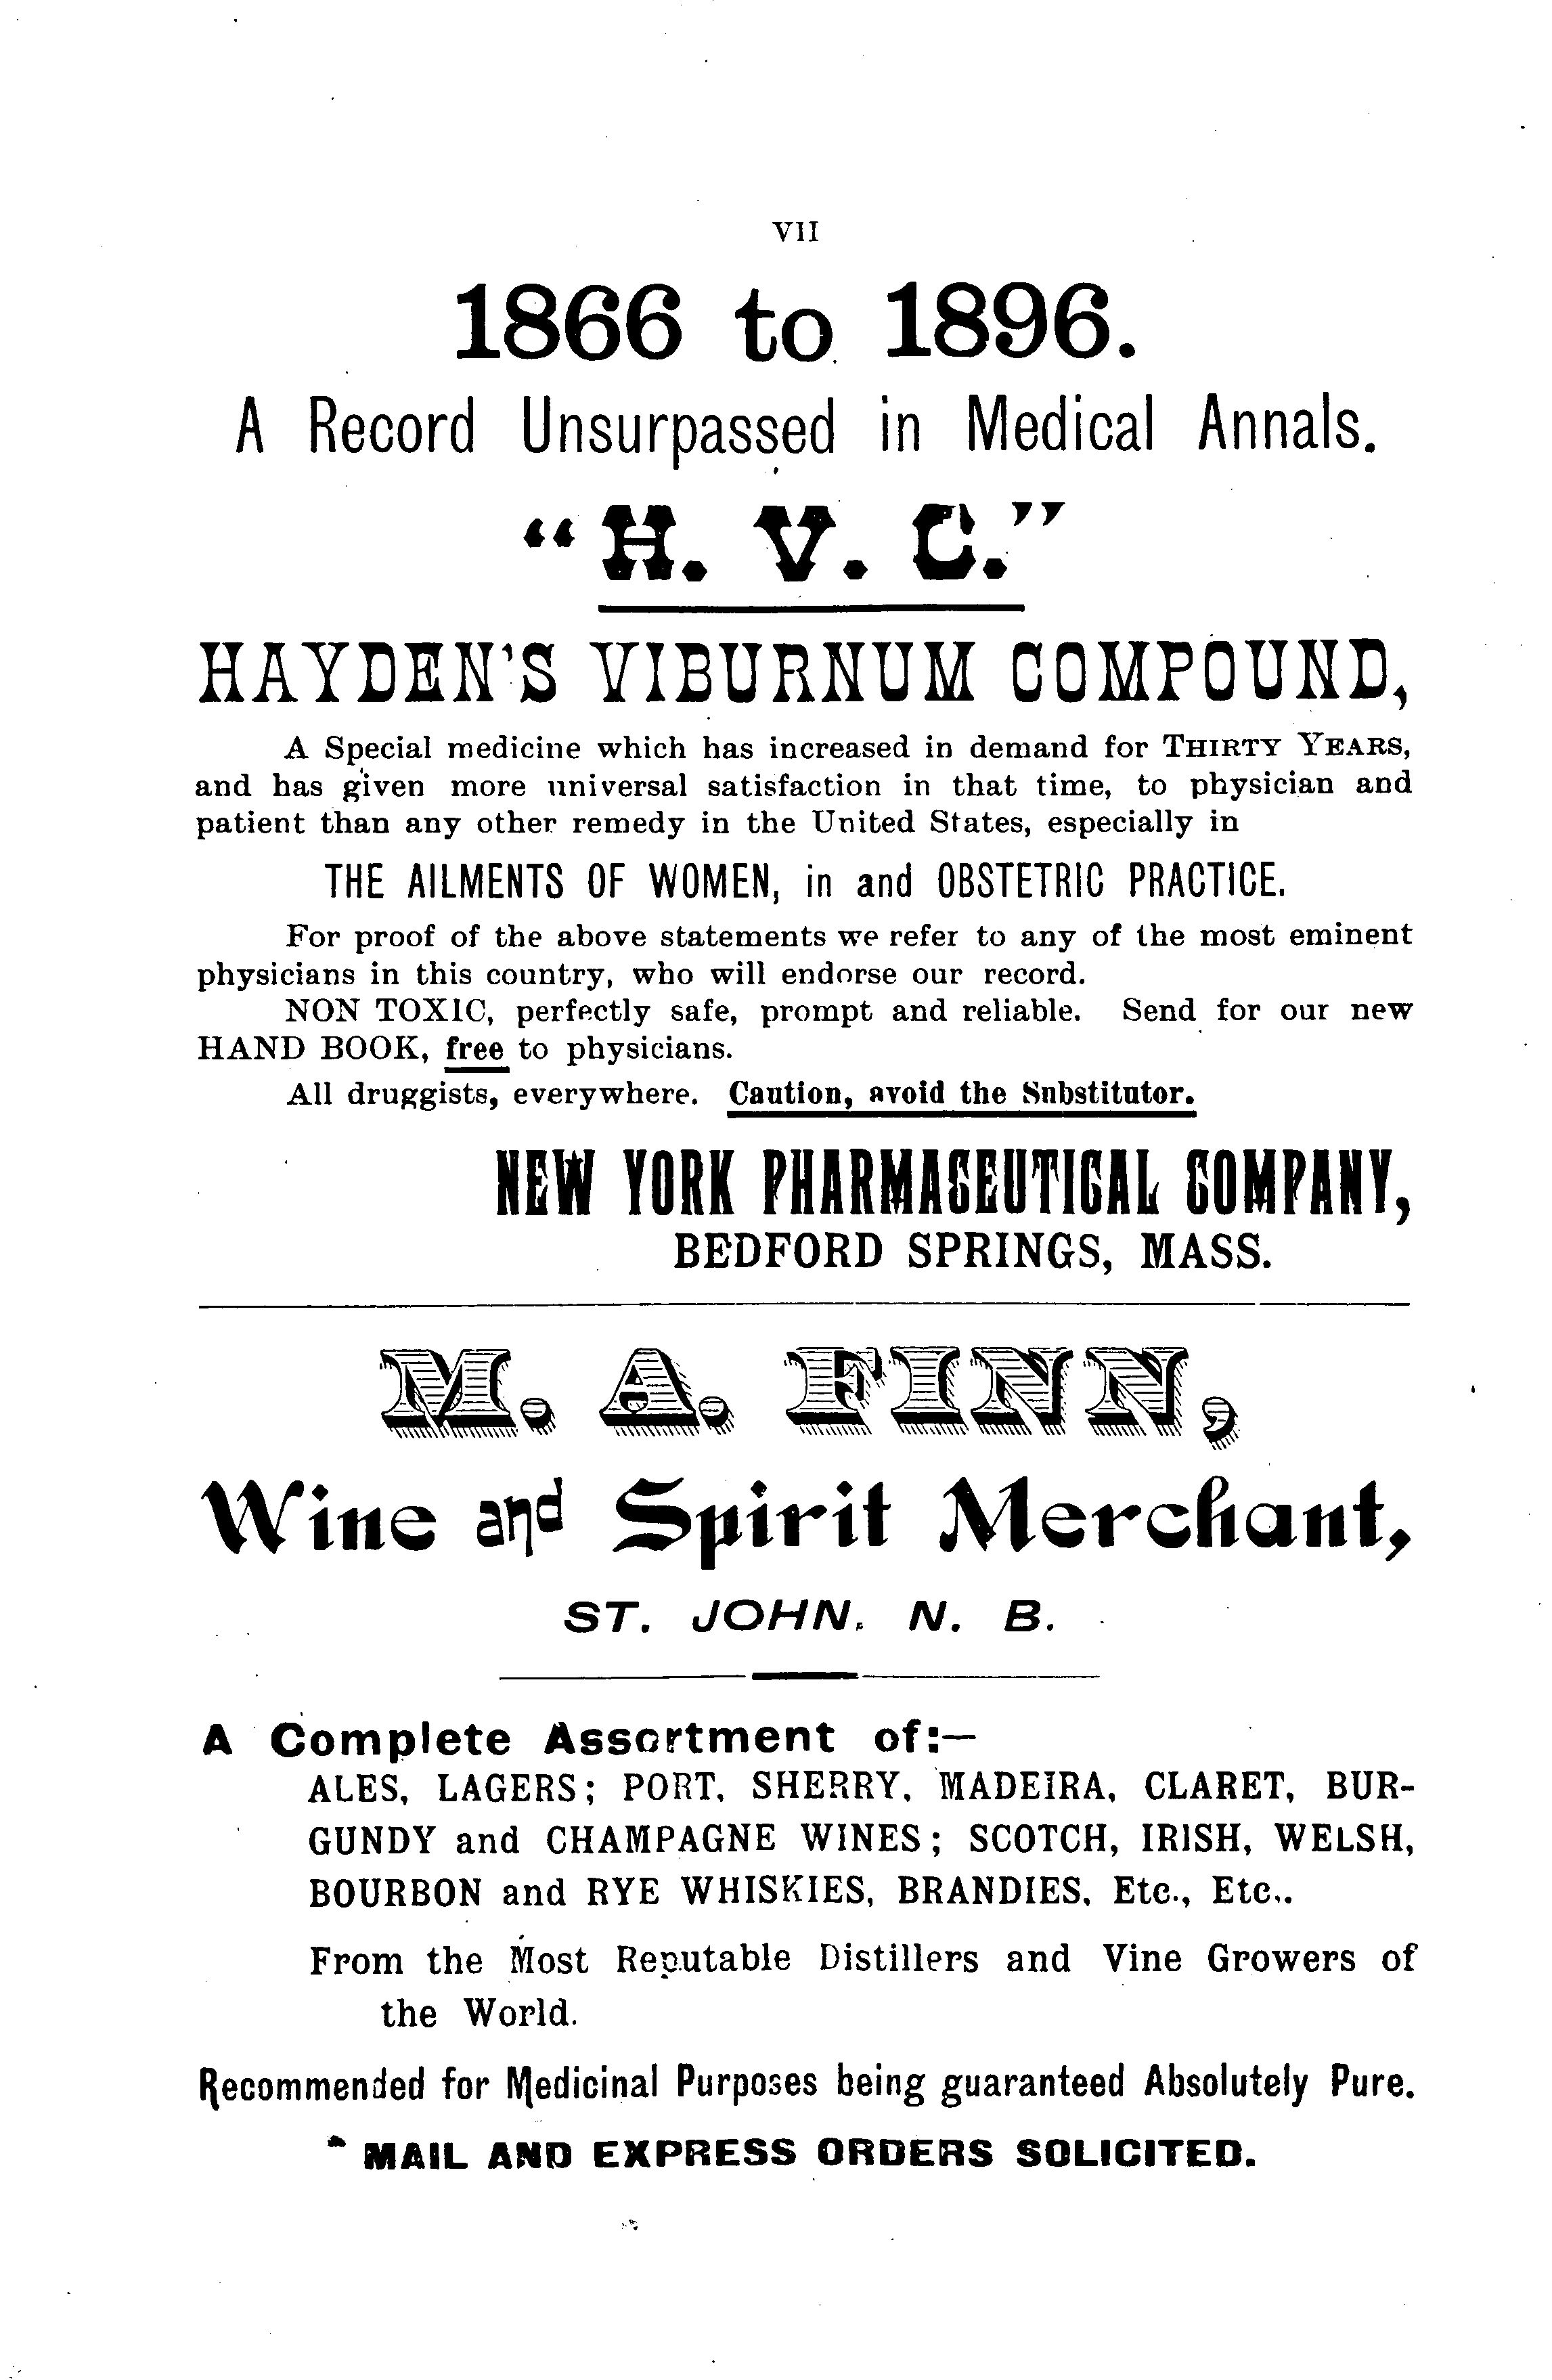 VII
1866 to 1896.
A Record Unsurpassed in Medical Annals.
“H. V. C.”
HAYDEN'S VIBURNUM COMPOUND,
A Special medicine which has increased in demand for THIRTY YEARS,
and has given more universal satisfaction in that time, to physician and
patient than any other remedy in the United States, especially in
THE AILMENTS OF WOMEN, in and OBSTETRIC PRACTICE.
For proof of the above statements we refer to any of the most eminent
physicians in this country, who will endorse our record.
NON TOXIC, perfectly safe, prompt and reliable. Send for our new
HAND BOOK, free to physicians.
All druggists, everywhere. Caution, avoid the Snbstitutor.
NEW YORK PHARMACEUTICAL COMPANY,
BEDFORD SPRINGS, MASS.
M. A. FINN,
Wine and Spirit Merchant,
ST. JOHN, N. B.
A Complete Assortment of:—
ALES, LAGERS; PORT, SHERRY, MADEIRA, CLARET, BUR-
GUNDY and CHAMPAGNE WINES; SCOTCH, IRISH, WELSH,
BOURBON and RYE WHISKIES, BRANDIES, Etc., Etc..
From the Most Reputable Distillers and Vine Growers of
the World.
Recommended for Medicinal Purposes being guaranteed Absolutely Pure.
MAIL AND EXPRESS ORDERS SOLICITED.